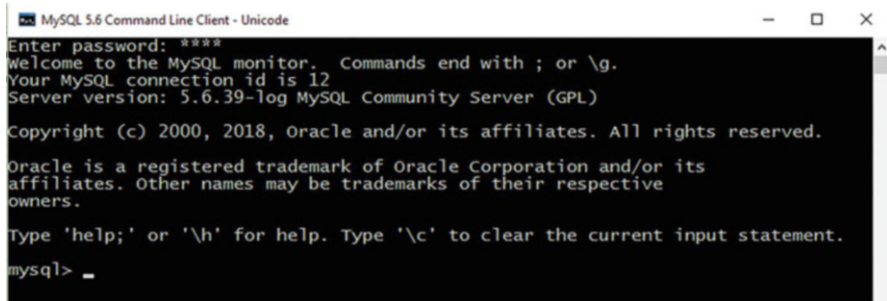 MySQL 5.6 Command Line Client - Unicode
Enter password: ****
Welcome to the MySQL monitor.  Commands end with ; or \g.
Your MySQL connection id is 12
Server version: 5.6.39-log MySQL Community Server (GPL)
Copyright (c) 2000, 2018, Oracle and/or its affiliates. All rights reserved.
Oracle is a registered trademark of Oracle Corporation and/or its
affiliates. Other names may be trademarks of their respective
owners.
Type 'help;' or '\h' for help. Type '\c' to clear the current input statement.
mysql> _